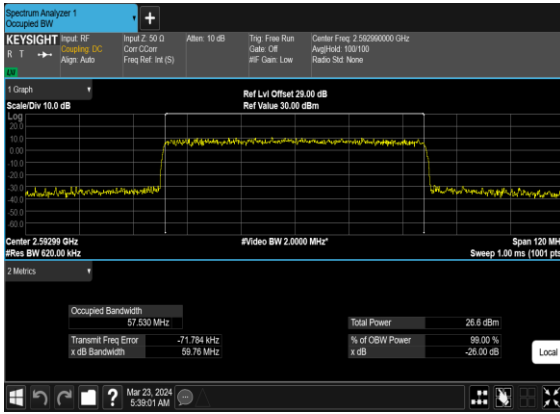 Spectrum Analyzer 1
Occupied BW
+
KEYSIGHT
Input: RF
Input Z: 50 Ω
Atten: 10 dB
Trig: Free Run
Center Freq: 2.592990000 GHz
R T
Coupling: DC
Corr CCorr
Gate: Off
Avg|Hold: 100/100
Align: Auto
Freq Ref: Int (S)
#IF Gain: Low
Radio Std: None
1 Graph
Ref Lvl Offset 29.00 dB
Scale/Div 10.0 dB
Ref Value 30.00 dBm
Log
20.0
10.0
0.00
-10.0
-20.0
-30.0
-40.0
-50.0
-60.0
Center 2.59299 GHz
#Video BW 2.0000 MHz*
Span 120 MH
#Res BW 620.00 kHz
Sweep 1.00 ms (1001 pts
2 Metrics
Occupied Bandwidth
57.530 MHz
Total Power
26.6 dBm
Transmit Freq Error
-71.784 kHz
% of OBW Power
99.00 %
x dB Bandwidth
59.76 MHz
x dB
-26.00 dB
Local
?
Mar 23, 2024
5:39:01 AM